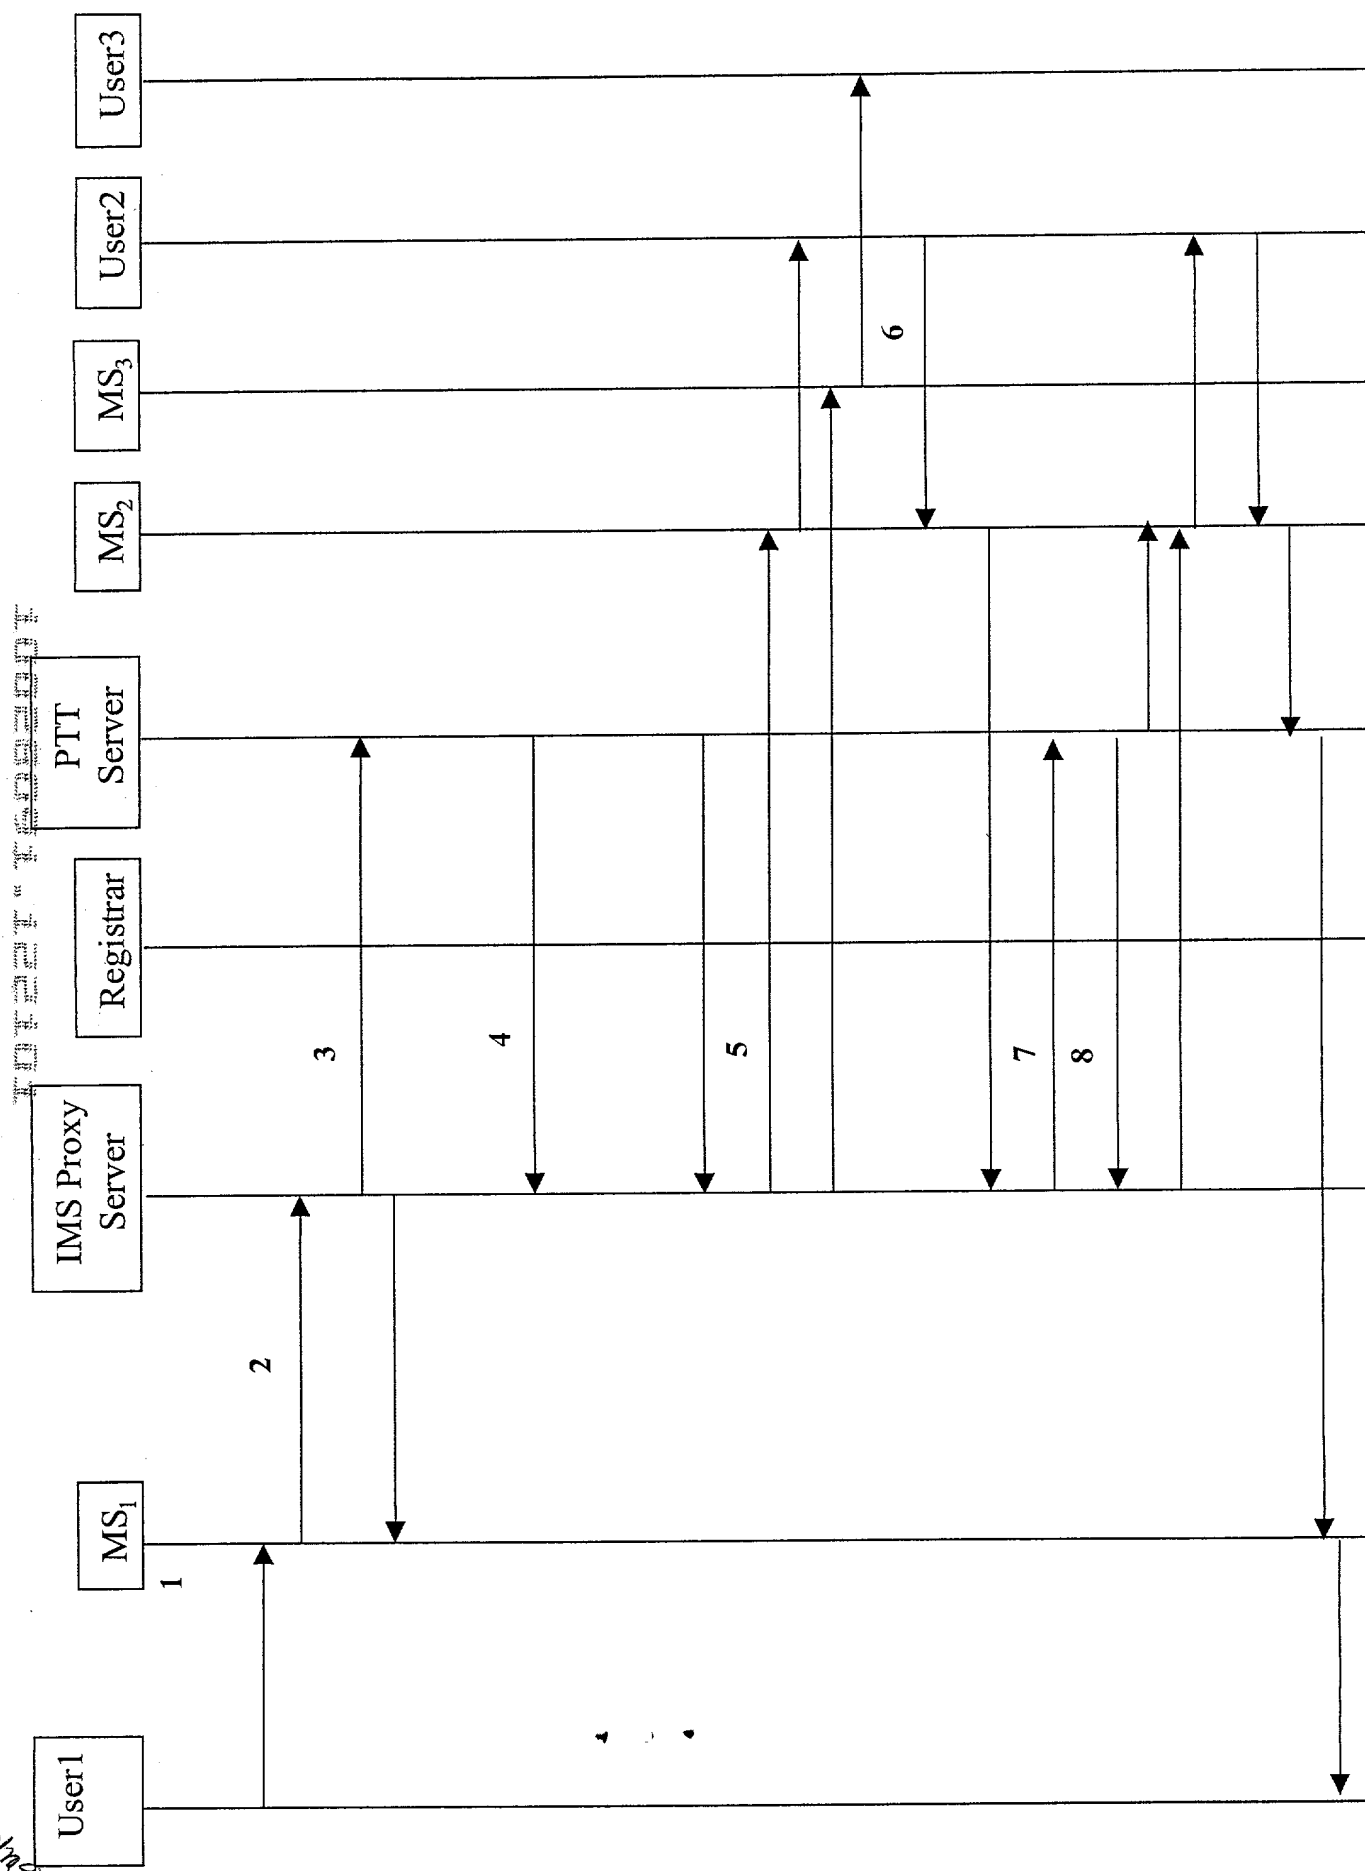 User1
MS1
IMS Proxy
Server
Registrar
PTT
Server
MS2
MS3
User2
User3
1
2
3
4
5
6
7
8